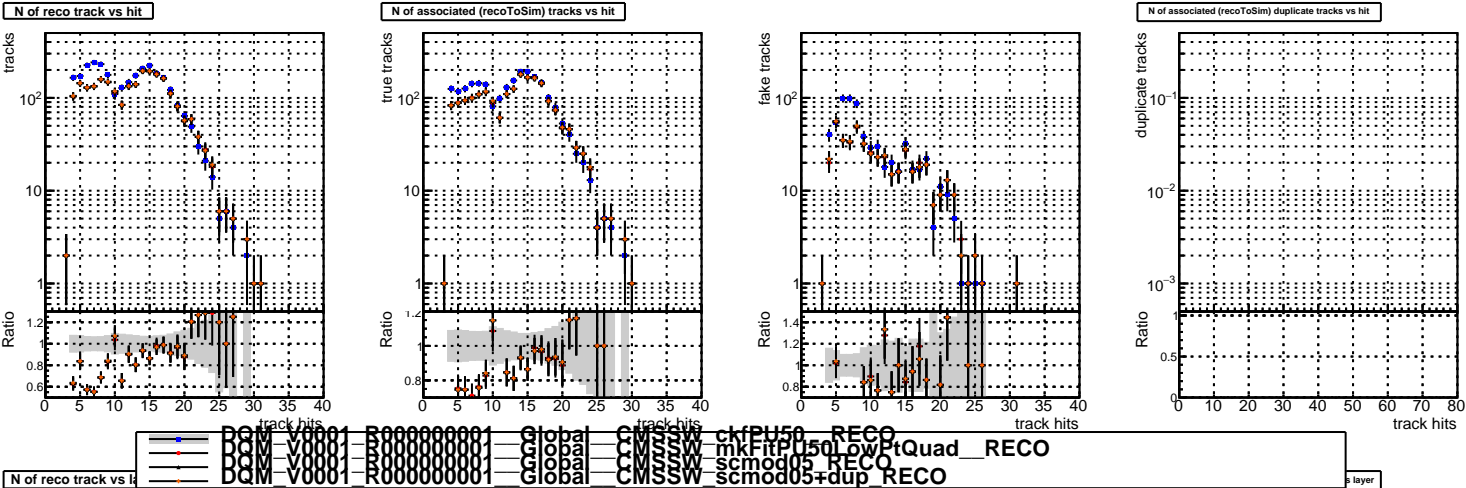 N of reco track vs hit
N of associated (recoToSim) tracks vs hit
N of associated (recoToSim) duplicate tracks vs hit
tracks
10²
10
1
Ratio
1.2
1
0.8
0.6
0 5 10 15 20 25 30 35 40
track hits
true tracks
10²
10
1
Ratio
1.2
1
0.8
0 5 10 15 20 25 30 35 40
track hits
fake tracks
10²
10
1
Ratio
1.4
1.2
1
0.8
0 5 10 15 20 25 30 35 40
track hits
duplicate tracks
10⁻¹
10⁻²
10⁻³
Ratio
1
0.5
0
0 10 20 30 40 50 60 70 80
track hits
DQM_V0001_R000000001__Global__CMSSW_ckfPU50__RECO
DQM_V0001_R000000001__Global__CMSSW_mkFitPU50LowPtQuad__RECO
DQM_V0001_R000000001__Global__CMSSW_scmod05_RECO
DQM_V0001_R000000001__Global__CMSSW_scmod05+dup_RECO
N of reco track vs la
s layer